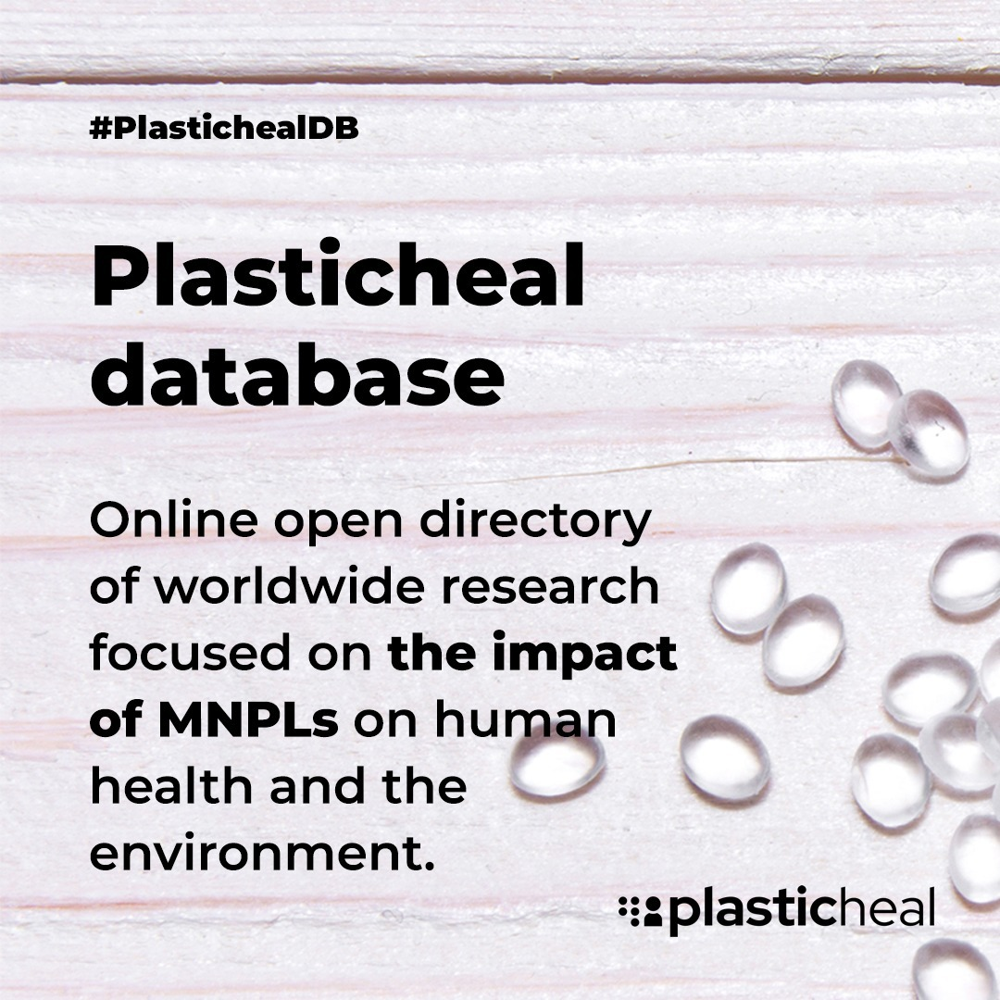 #PlastichealDB
Plasticheal
database
Online open directory
of worldwide research
focused on the impact
of MNPLs on human
health and the
environment.
plasticheal